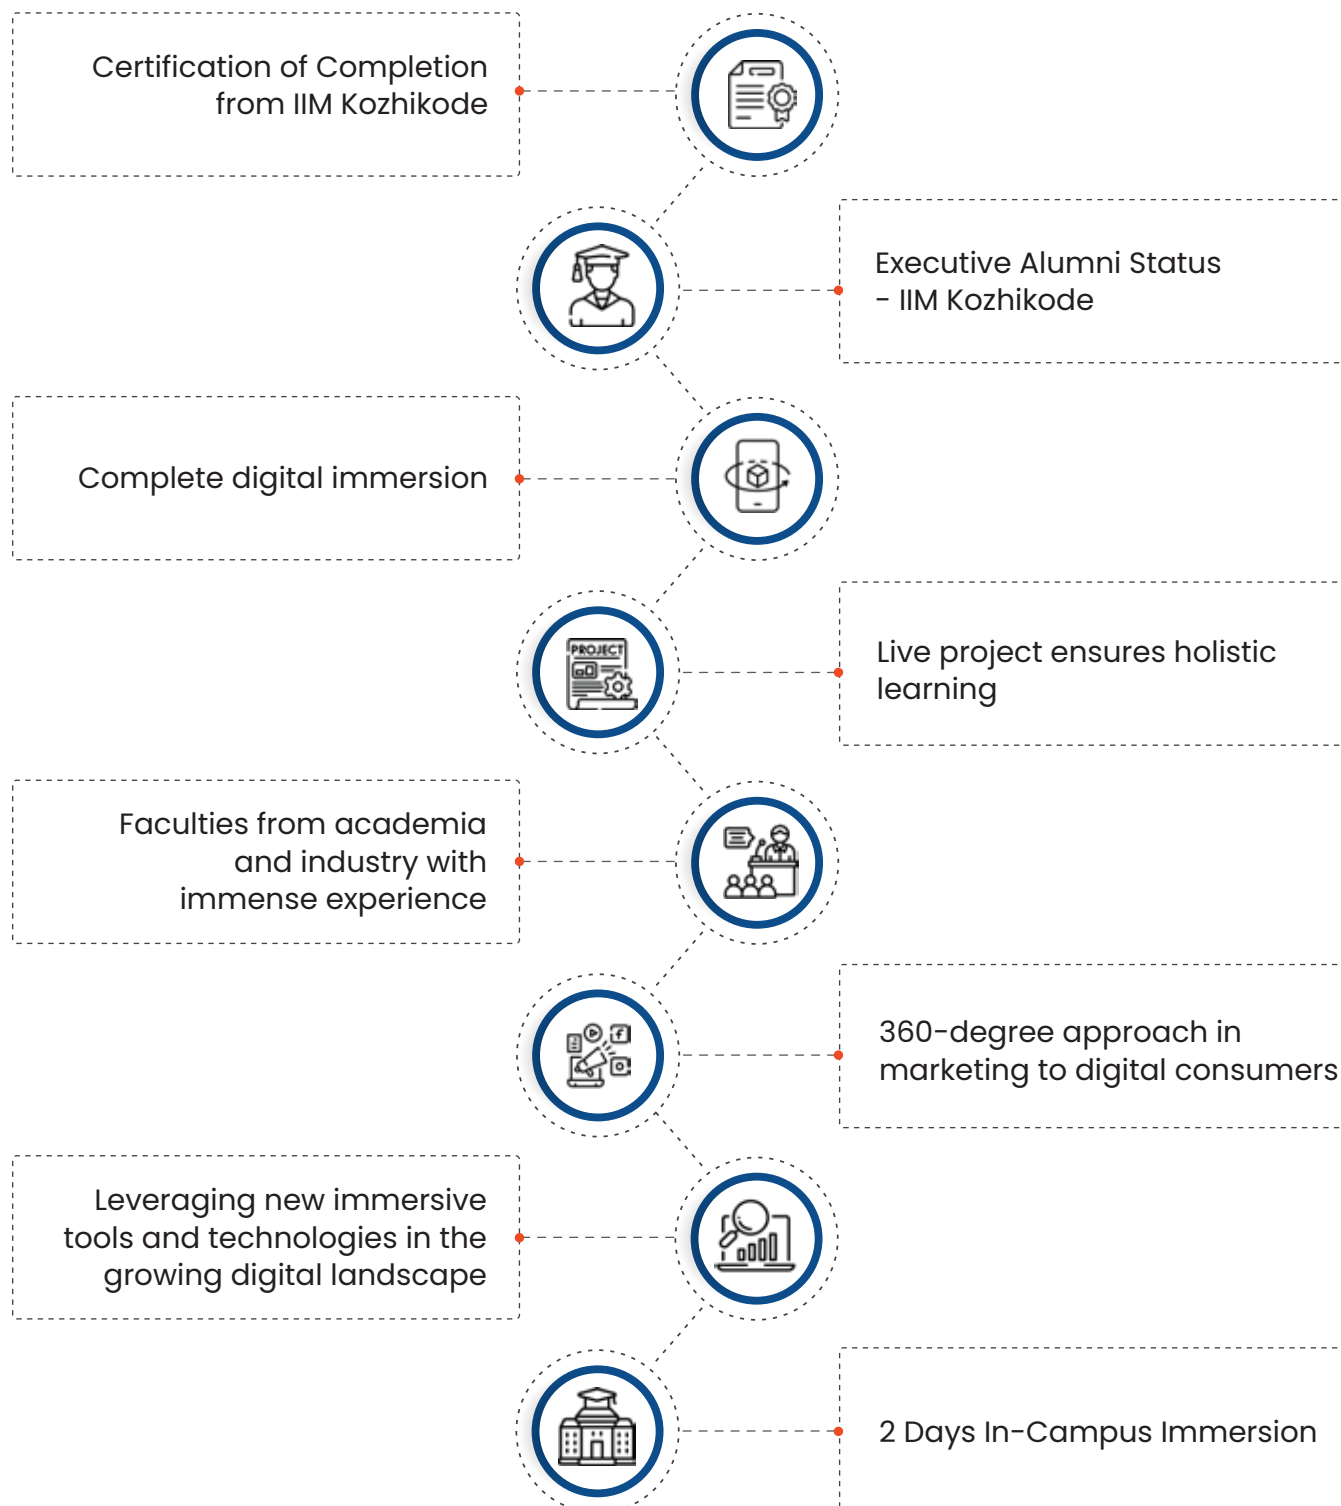 Certification of Completion
from IIM Kozhikode
Executive Alumni Status
- IIM Kozhikode
Complete digital immersion
PROJECT
Live project ensures holistic
learning
Faculties from academia
and industry with
immense experience
f
360-degree approach in
marketing to digital consumers
Leveraging new immersive
tools and technologies in the
growing digital landscape
2 Days In-Campus Immersion